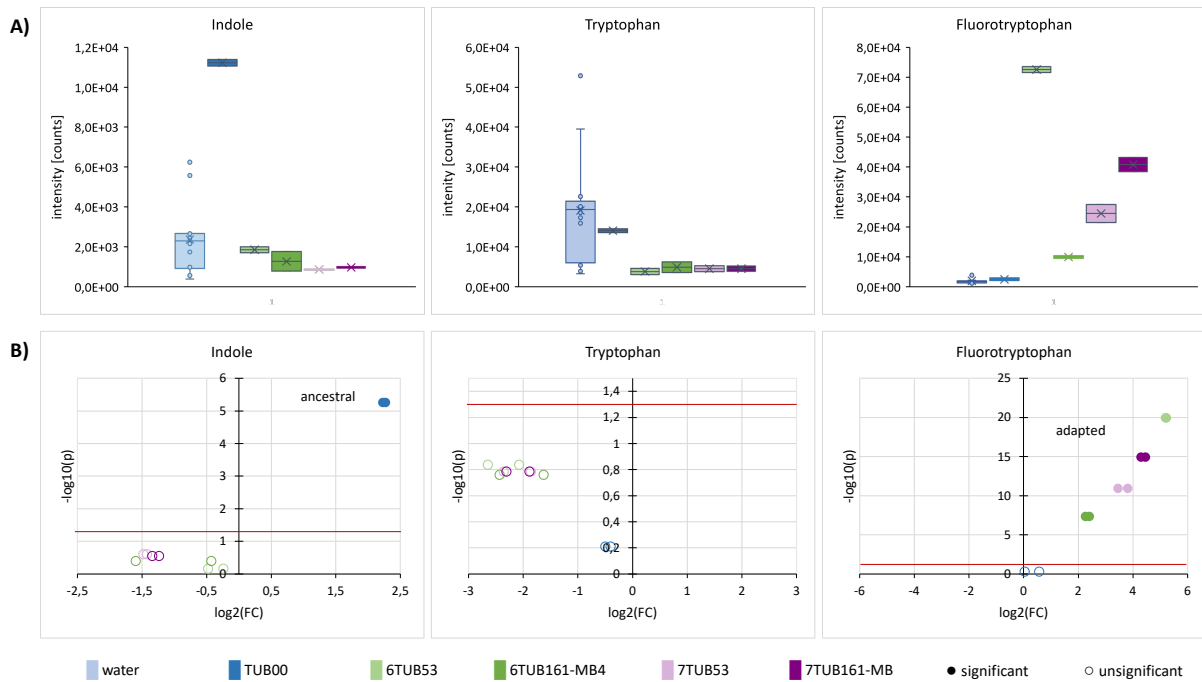 A)
Indole
intensity [counts]
1,2E+04
1,0E+04
8,0E+03
6,0E+03
4,0E+03
2,0E+03
0,0E+00
1
Tryptophan
intenity [counts]
6,0E+04
5,0E+04
4,0E+04
3,0E+04
2,0E+04
1,0E+04
0,0E+00
1
Fluorotryptophan
intensity [counts]
8,0E+04
7,0E+04
6,0E+04
5,0E+04
4,0E+04
3,0E+04
2,0E+04
1,0E+04
0,0E+00
1
B)
Indole
ancestral
-log10(p)
6
5
4
3
2
1
0
-2,5 -1,5 -0,5 0,5 1,5 2,5
log2(FC)
Tryptophan
-log10(p)
1,4
1,2
1
0,8
0,6
0,4
0,2
0
-3 -2 -1 0 1 2 3
log2(FC)
Fluorotryptophan
adapted
-log10(p)
25
20
15
10
5
0
-6 -4 -2 0 2 4 6
log2(FC)
water TUB00 6TUB53 6TUB161-MB4 7TUB53 7TUB161-MB significant unsignificant